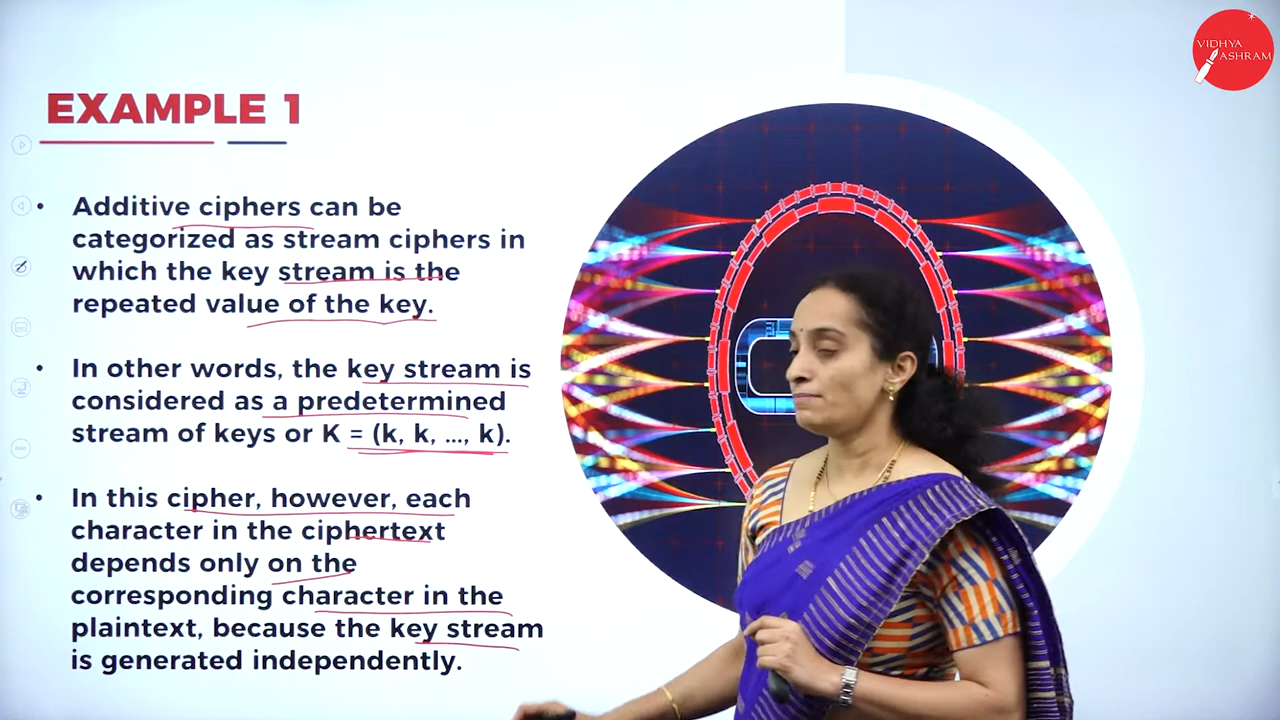 VIDHYA
ASHRAM
EXAMPLE 1
• Additive ciphers can be
categorized as stream ciphers in
which the key stream is the
repeated value of the key.
• In other words, the key stream is
considered as a predetermined
stream of keys or K = (k, k, …, k).
• In this cipher, however, each
character in the ciphertext
depends only on the
corresponding character in the
plaintext, because the key stream
is generated independently.